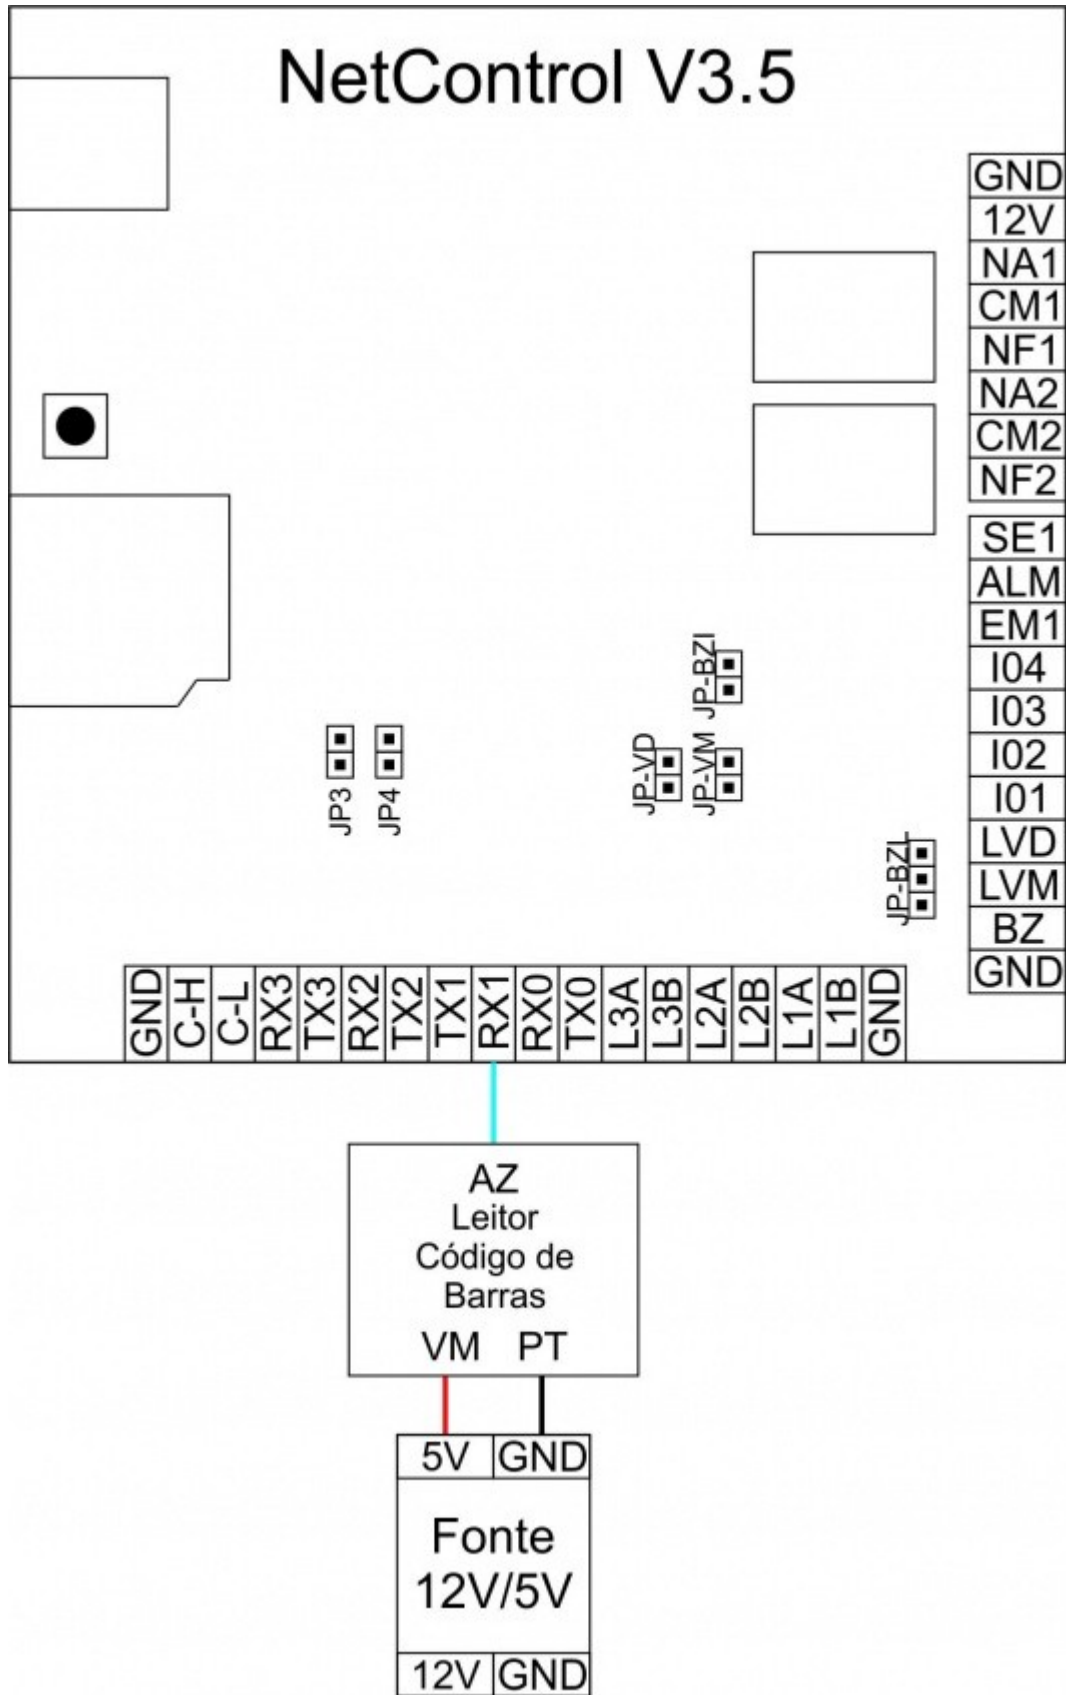 NetControl V3.5
GND
12V
NA1
CM1
NF1
NA2
CM2
NF2
SE1
ALM
EM1
I04
I03
I02
I01
LVD
LVM
BZ
GND
JP-BZI
JP-VD
JP-VM
JP3
JP4
JP-BZL
GND
C-H
C-L
RX3
TX3
RX2
TX2
TX1
RX1
RX0
TX0
L3A
L3B
L2A
L2B
L1A
L1B
GND
AZ
Leitor
Código de
Barras
VM PT
5V GND
Fonte
12V/5V
12V GND